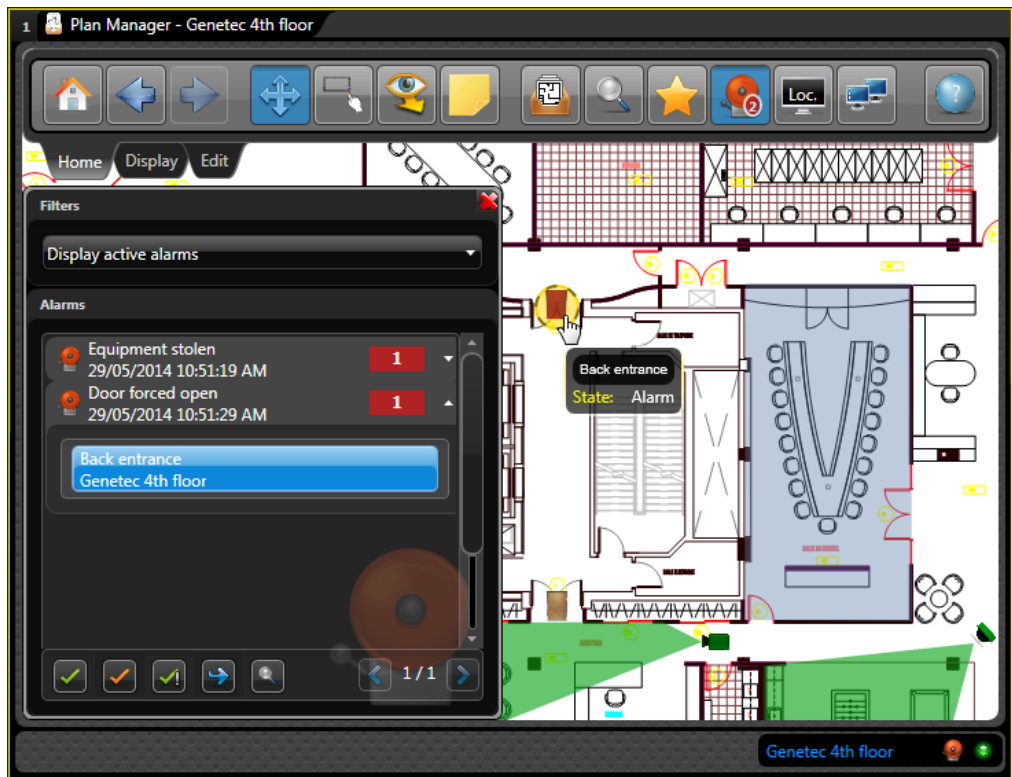 1 Plan Manager - Genetec 4th floor
2
Loc.
?
Home Display Edit
Filters
Display active alarms
Alarms
Equipment stolen
29/05/2014 10:51:19 AM
1
Door forced open
29/05/2014 10:51:29 AM
1
Back entrance
Genetec 4th floor
1 / 1
Back entrance
State: Alarm
Genetec 4th floor